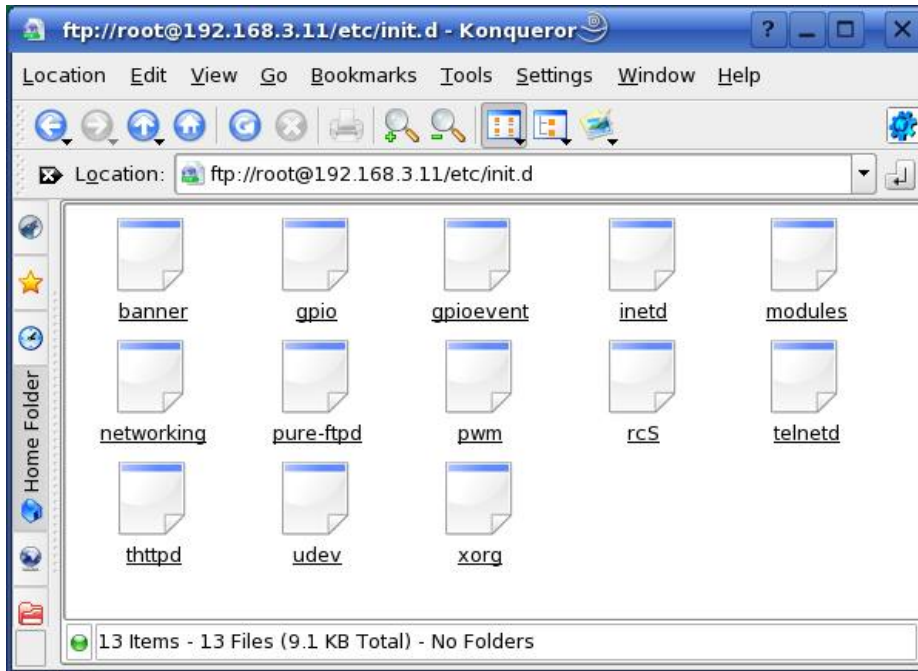 ftp://root@192.168.3.11/etc/init.d - Konqueror
Location Edit View Go Bookmarks Tools Settings Window Help
Location: ftp://root@192.168.3.11/etc/init.d
Home Folder
banner gpio gpioevent inetd modules
networking pure-ftpd pwm rcS telnetd
thttpd udev xorg
13 Items - 13 Files (9.1 KB Total) - No Folders